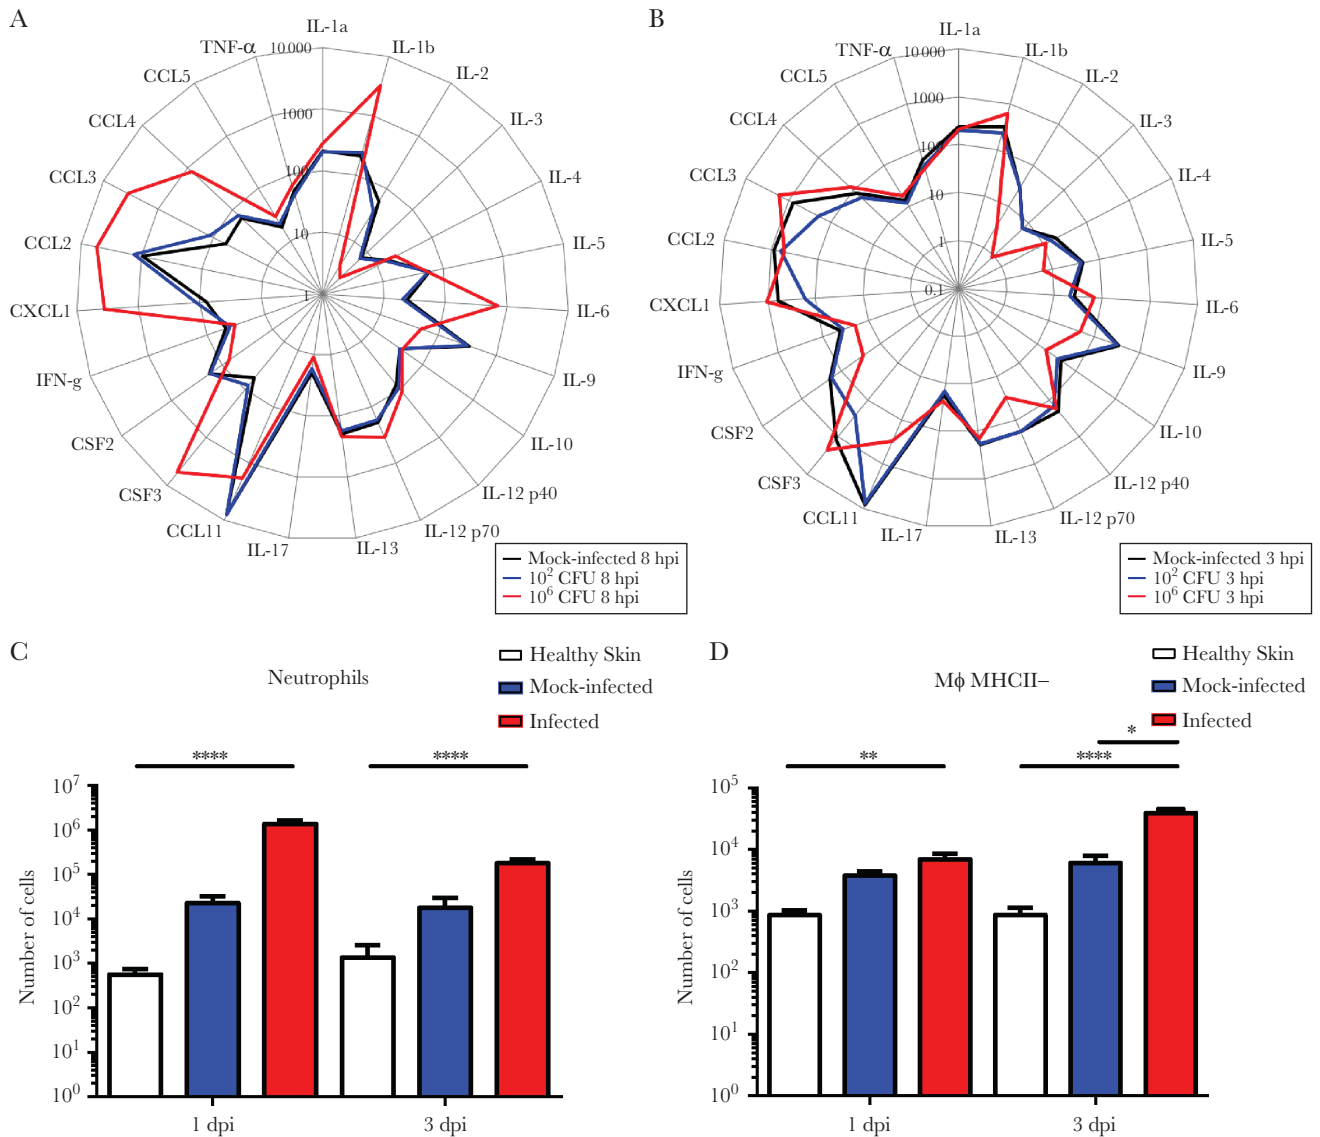 A
IL-1a
IL-1b
IL-2
IL-3
IL-4
IL-5
IL-6
IL-9
IL-10
IL-12 p40
IL-12 p70
IL-13
IL-17
CCL11
CSF3
CSF2
IFN-g
CXCL1
CCL2
CCL3
CCL4
CCL5
TNF-α
10 000
1000
100
10
1
Mock-infected 8 hpi
10² CFU 8 hpi
10⁶ CFU 8 hpi
B
IL-1a
IL-1b
IL-2
IL-3
IL-4
IL-5
IL-6
IL-9
IL-10
IL-12 p40
IL-12 p70
IL-13
IL-17
CCL11
CSF3
CSF2
IFN-g
CXCL1
CCL2
CCL3
CCL4
CCL5
TNF-α
10 000
1000
100
10
1
0.1
Mock-infected 3 hpi
10² CFU 3 hpi
10⁶ CFU 3 hpi
C
Neutrophils
Healthy Skin
Mock-infected
Infected
****
****
Number of cells
10⁷
10⁶
10⁵
10⁴
10³
10²
10¹
10⁰
1 dpi
3 dpi
D
Mϕ MHCII–
Healthy Skin
Mock-infected
Infected
*
**
****
Number of cells
10⁵
10⁴
10³
10²
10¹
10⁰
1 dpi
3 dpi